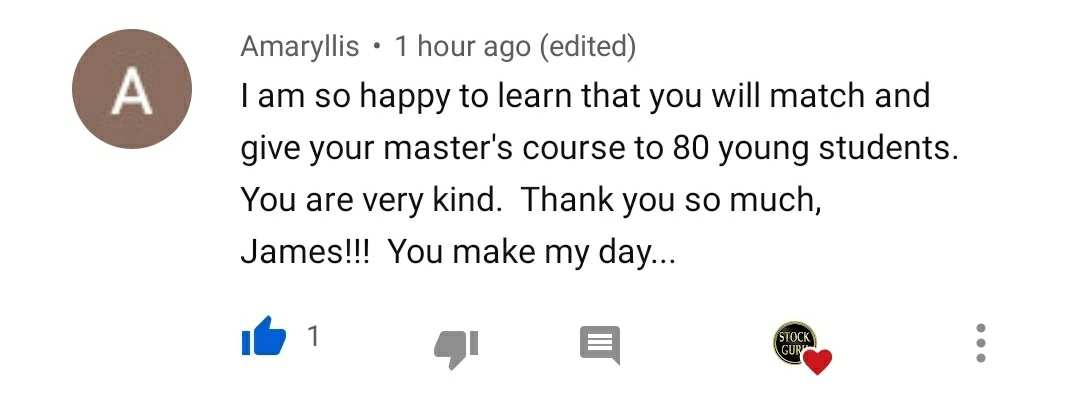 A
Amaryllis • 1 hour ago (edited)
I am so happy to learn that you will match and
give your master's course to 80 young students.
You are very kind.  Thank you so much,
James!!!  You make my day...
1
STOCK